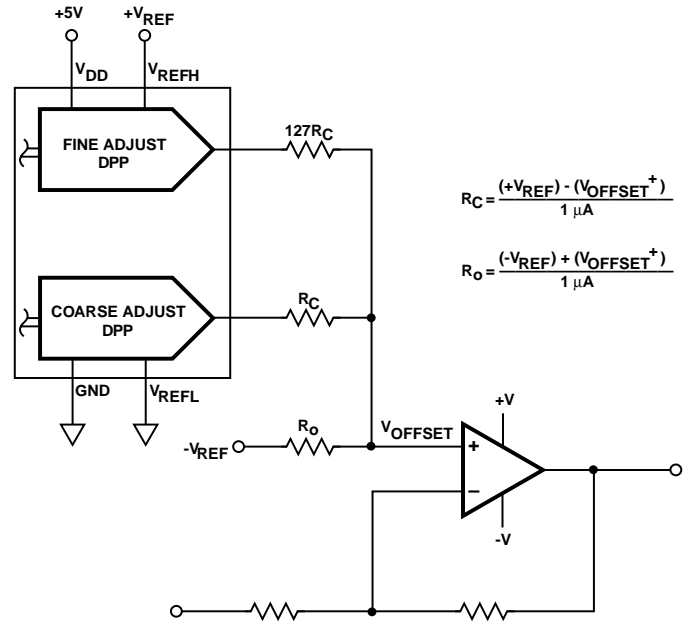 +5V
+VREF
VDD
VREFH
FINE ADJUST
DPP
127RC
RC = (+VREF) - (VOFFSET+)
1 µA
Ro = (-VREF) + (VOFFSET+)
1 µA
COARSE ADJUST
DPP
RC
GND
VREFL
Ro
-VREF
VOFFSET
+V
+
–
-V